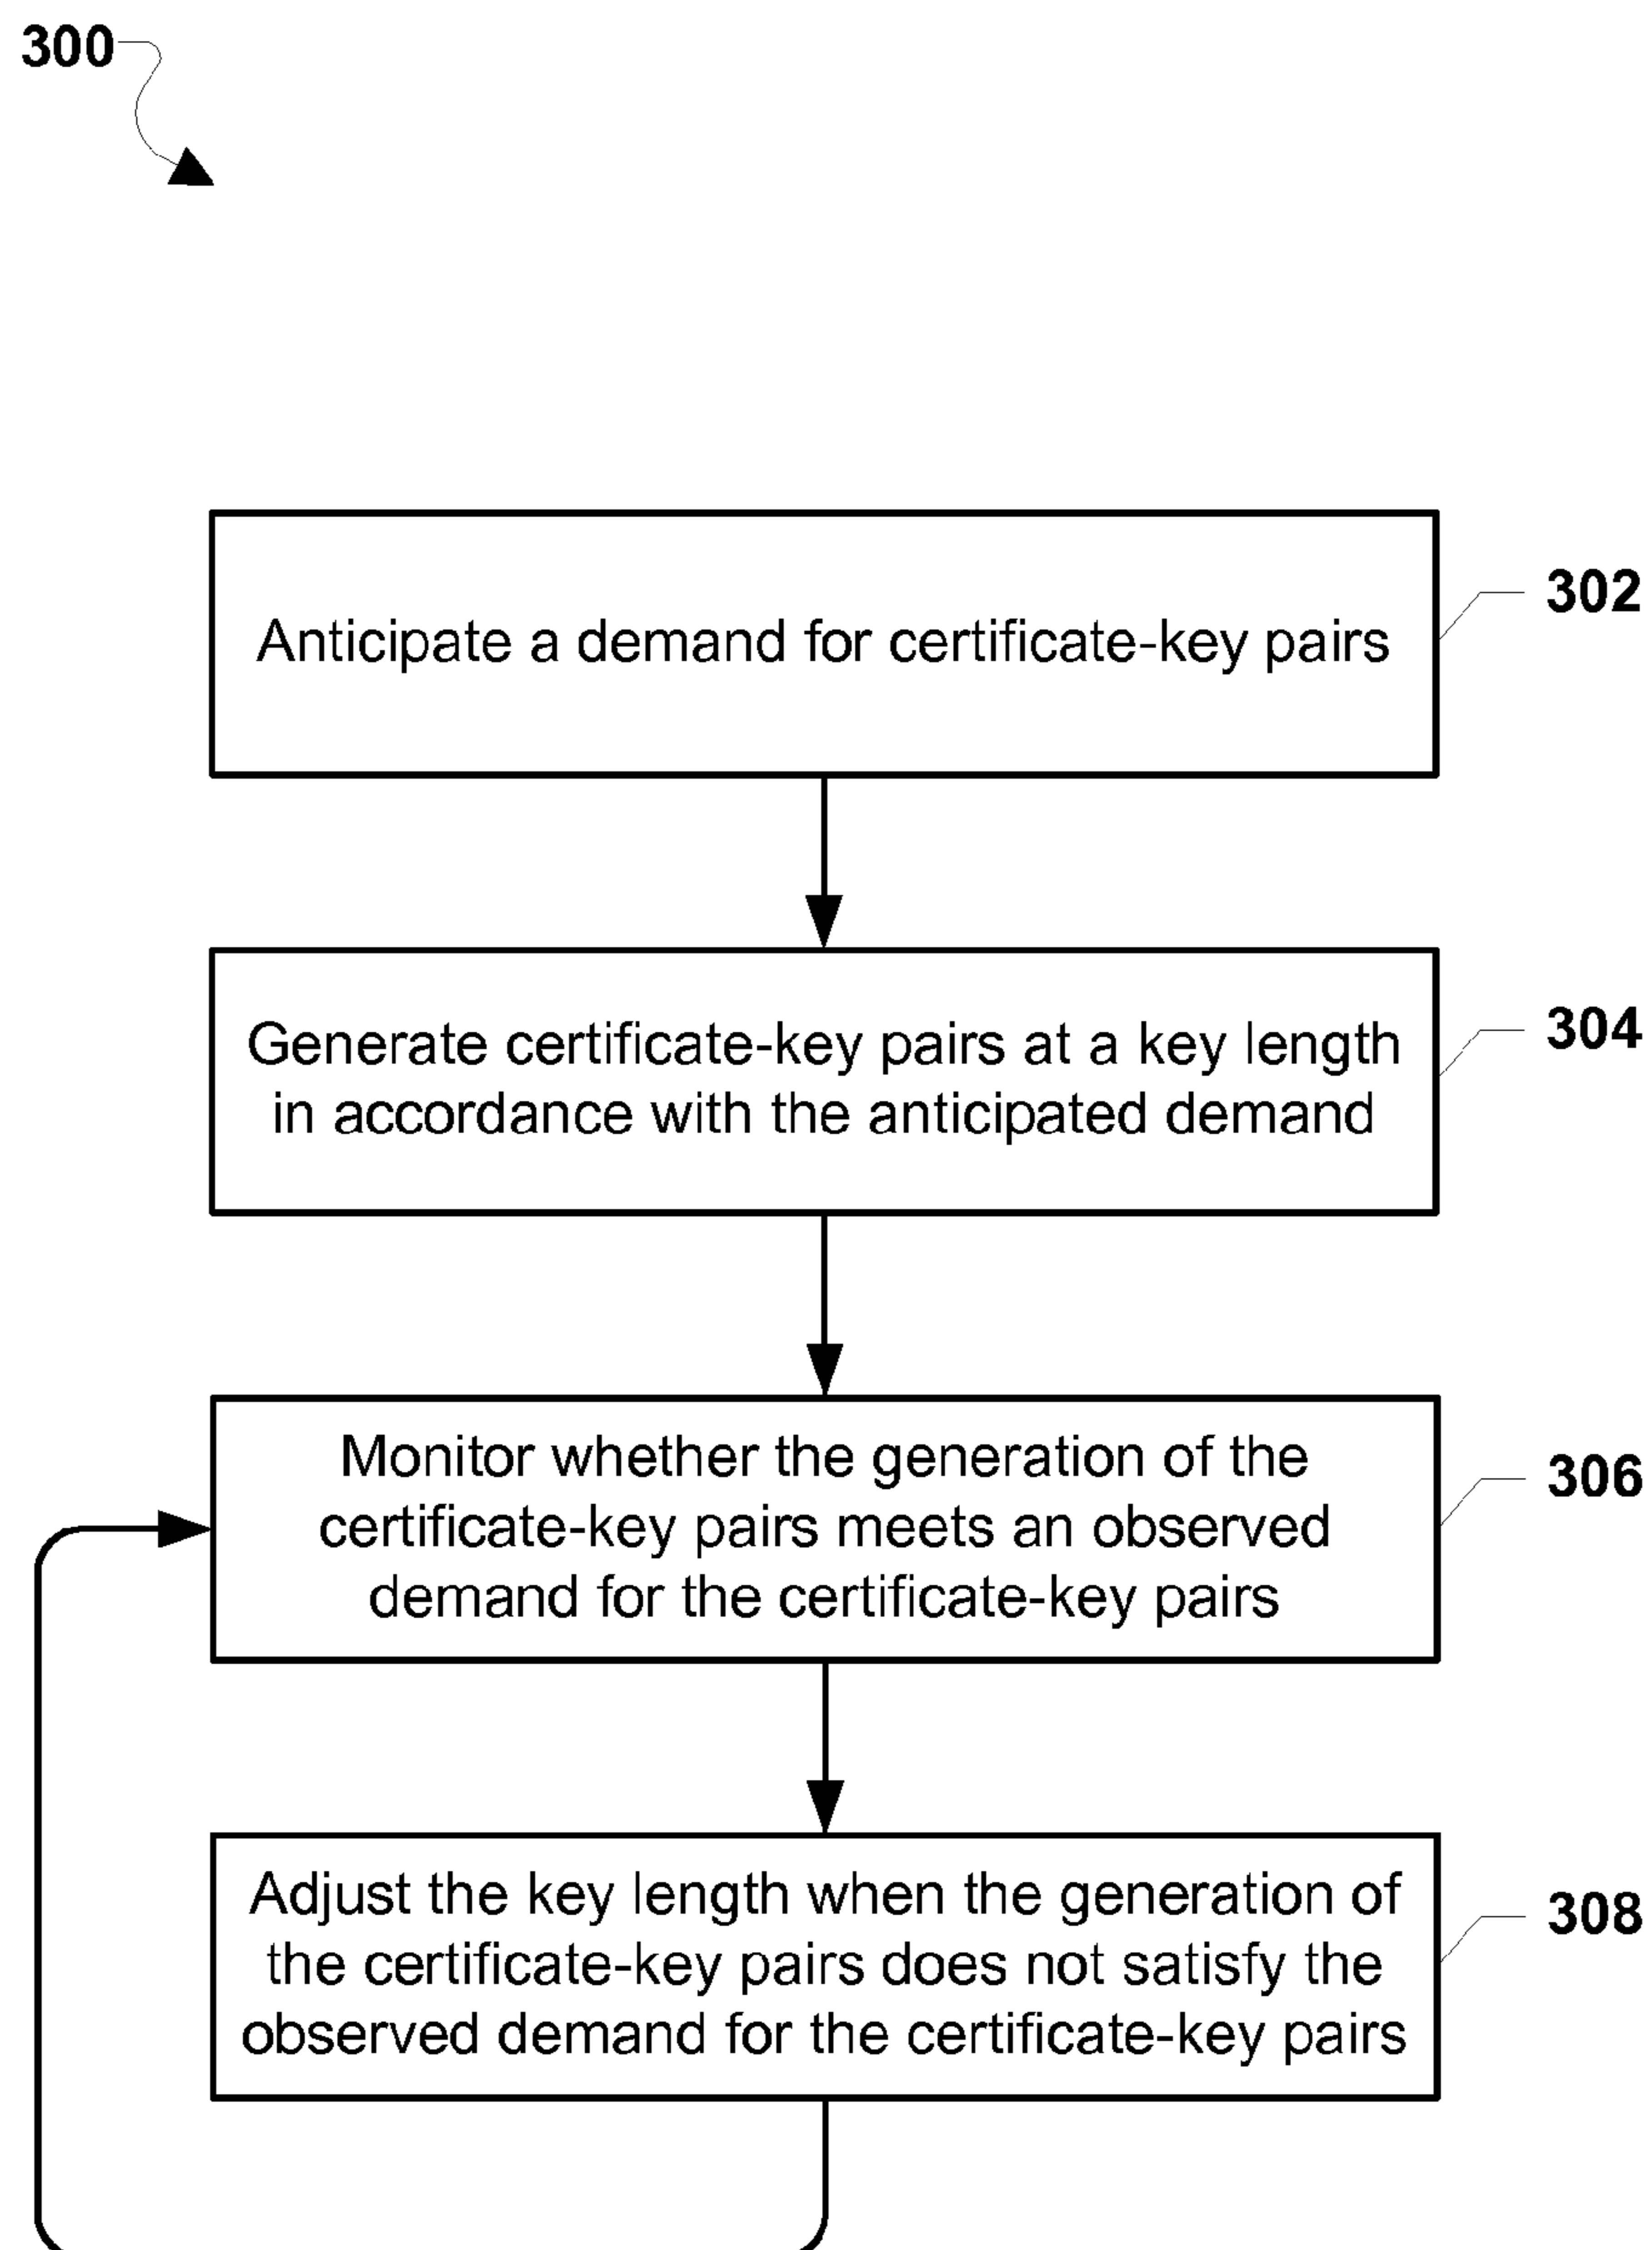 300
Anticipate a demand for certificate-key pairs
302
Generate certificate-key pairs at a key length
in accordance with the anticipated demand
304
Monitor whether the generation of the
certificate-key pairs meets an observed
demand for the certificate-key pairs
306
Adjust the key length when the generation of
the certificate-key pairs does not satisfy the
observed demand for the certificate-key pairs
308